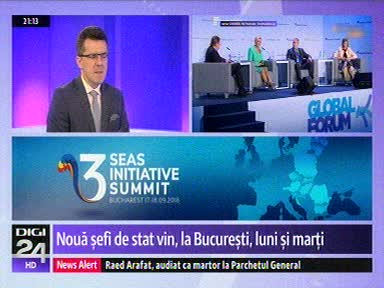 21:13
GLOBAL
FORUM
3 SEAS
INITIATIVE
SUMMIT
BUCHAREST 17-18.09.2018
DIGI
24
HD
Nouă șefi de stat vin, la București, luni și marți
News Alert
Raed Arafat, audiat ca martor la Parchetul General